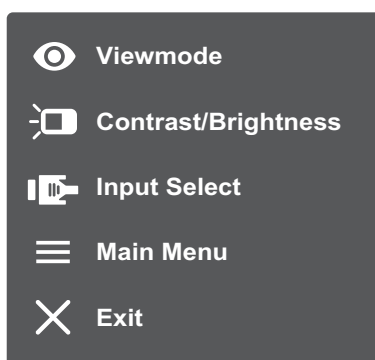 Viewmode
Contrast/Brightness
Input Select
Main Menu
Exit